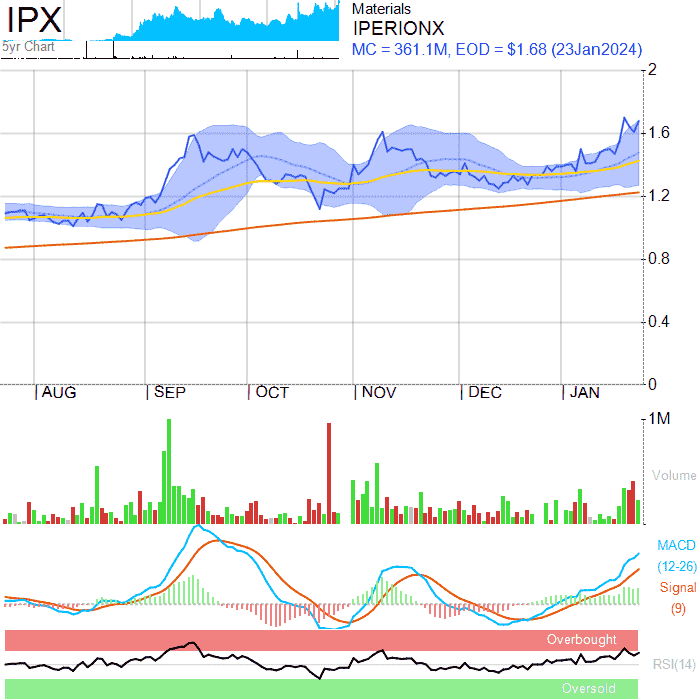 IPX
5yr Chart
Materials
IPERIONX
MC = 361.1M, EOD = $1.68 (23Jan2024)
2
1.6
1.2
0.8
0.4
0
AUG SEP OCT NOV DEC JAN
1M
Volume
MACD
(12-26)
Signal
(9)
Overbought
RSI(14)
Oversold